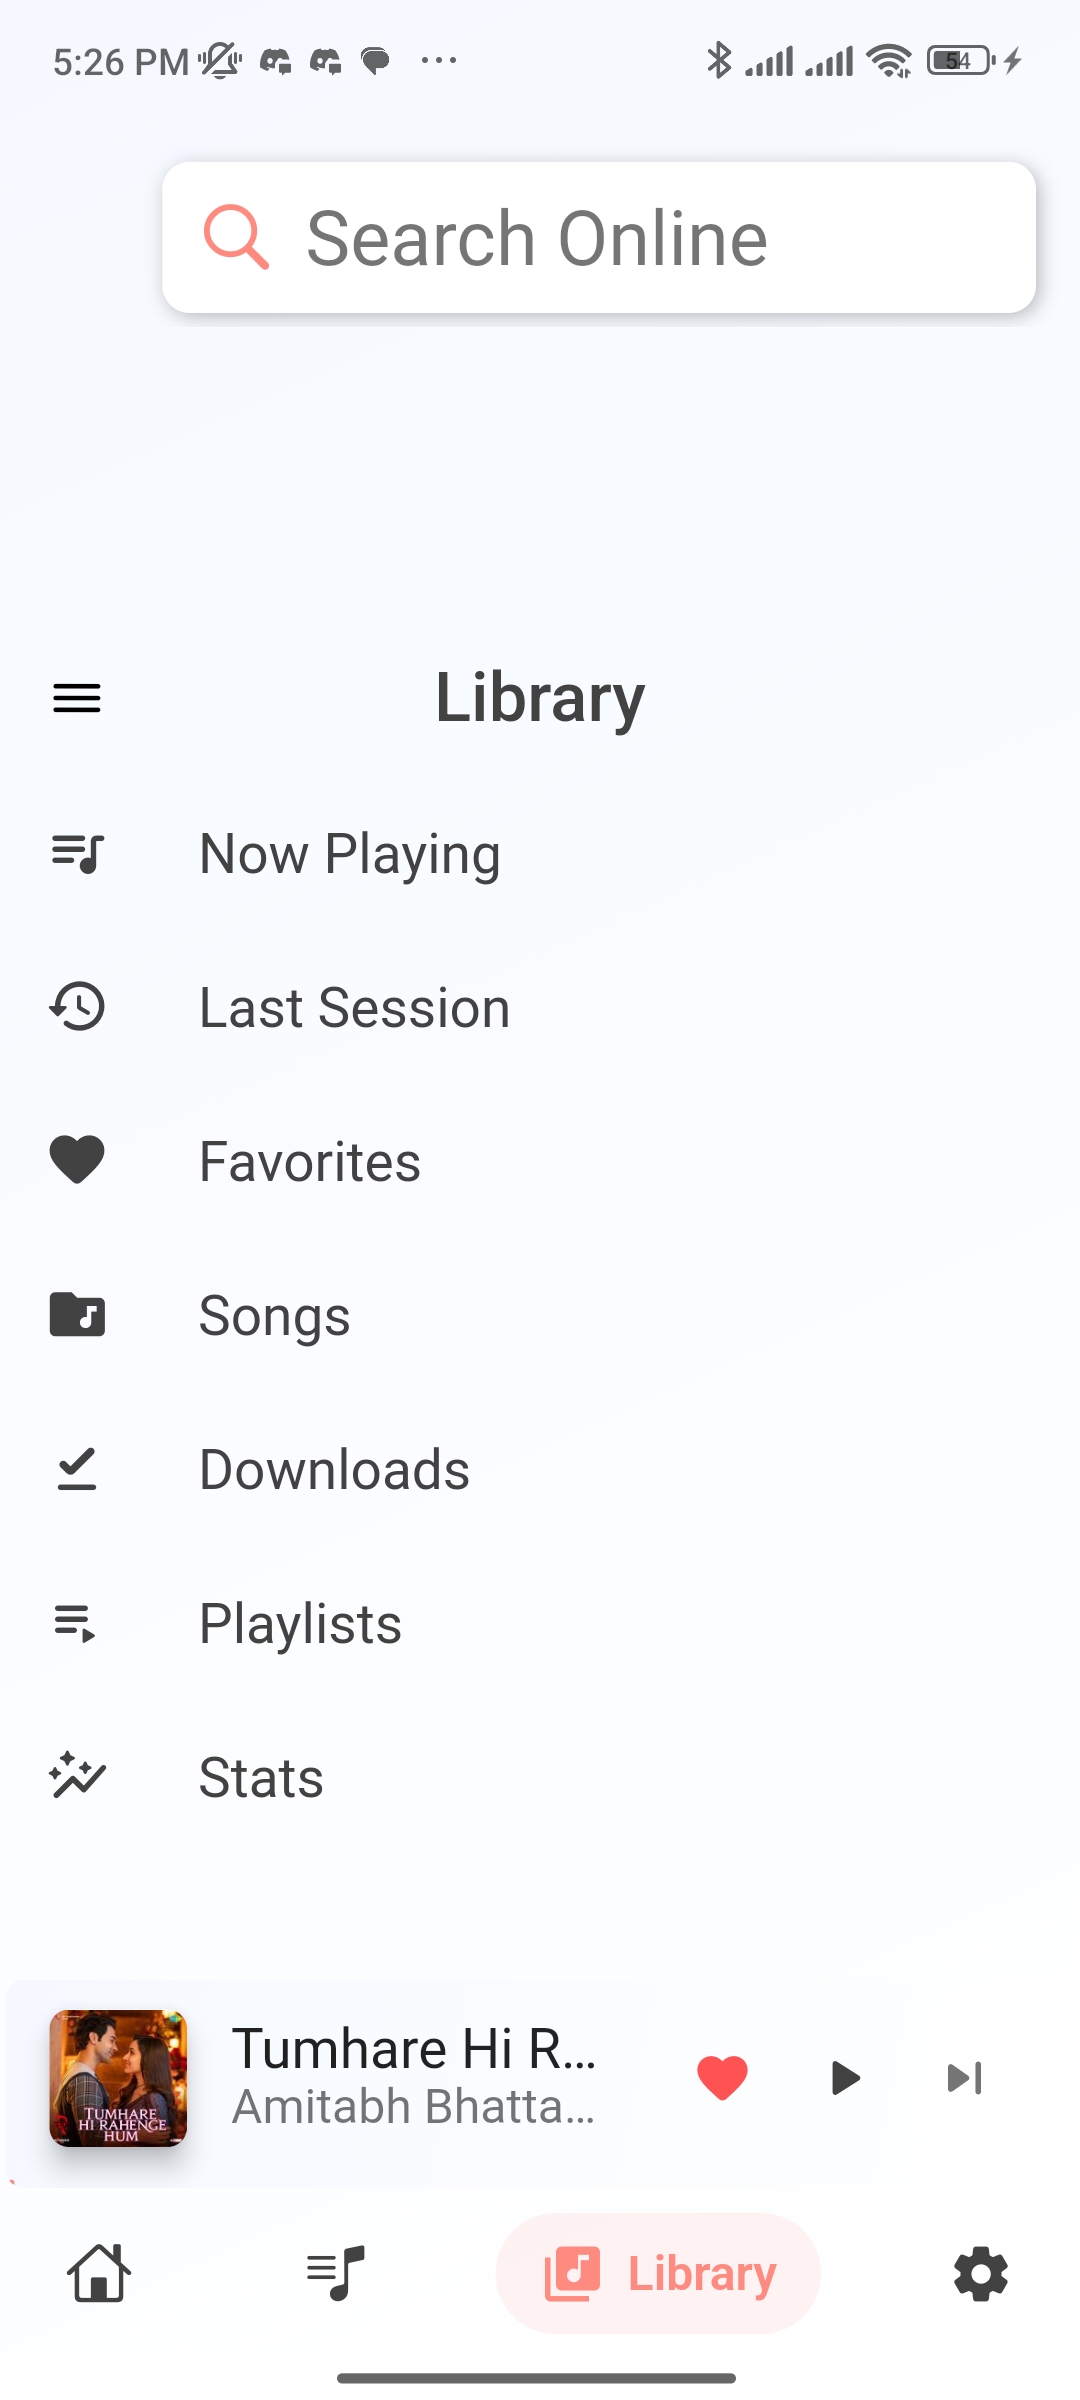 5:26 PM
54
Search Online
Library
Now Playing
Last Session
Favorites
Songs
Downloads
Playlists
Stats
Tumhare Hi R...
Amitabh Bhatta...
TUMHARE
HI RAHENGE
HUM
Library